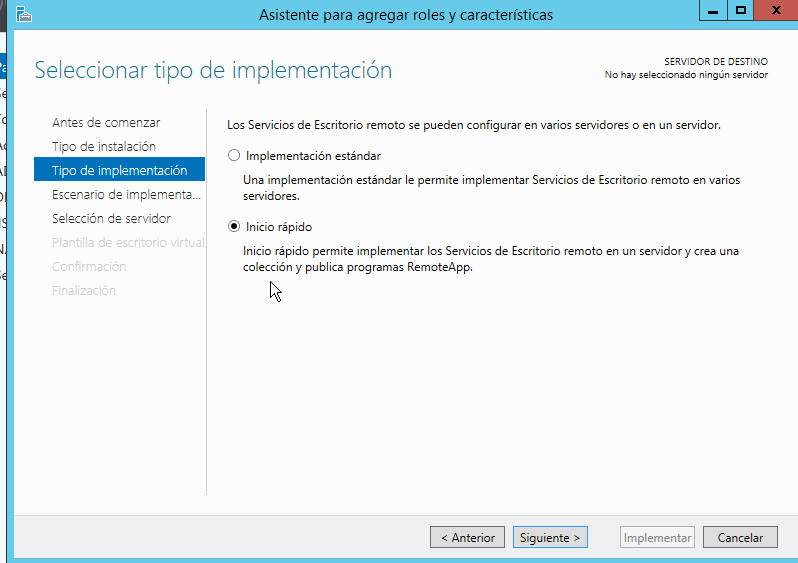 Asistente para agregar roles y características
Seleccionar tipo de implementación
SERVIDOR DE DESTINO
No hay seleccionado ningún servidor
Antes de comenzar
Tipo de instalación
Tipo de implementación
Escenario de implementa...
Selección de servidor
Plantilla de escritorio virtual
Confirmación
Finalización
Los Servicios de Escritorio remoto se pueden configurar en varios servidores o en un servidor.
Implementación estándar
Una implementación estándar le permite implementar Servicios de Escritorio remoto en varios
servidores.
Inicio rápido
Inicio rápido permite implementar los Servicios de Escritorio remoto en un servidor y crea una
colección y publica programas RemoteApp.
< Anterior
Siguiente >
Implementar
Cancelar